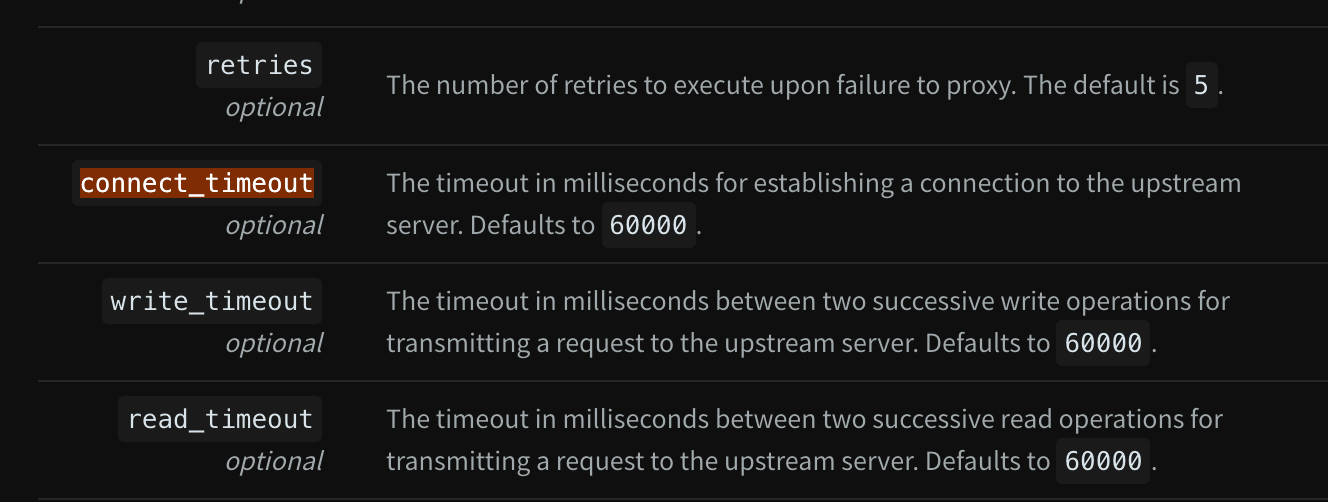 retries
optional
The number of retries to execute upon failure to proxy. The default is 5.
connect_timeout
optional
The timeout in milliseconds for establishing a connection to the upstream
server. Defaults to 60000.
write_timeout
optional
The timeout in milliseconds between two successive write operations for
transmitting a request to the upstream server. Defaults to 60000.
read_timeout
optional
The timeout in milliseconds between two successive read operations for
transmitting a request to the upstream server. Defaults to 60000.